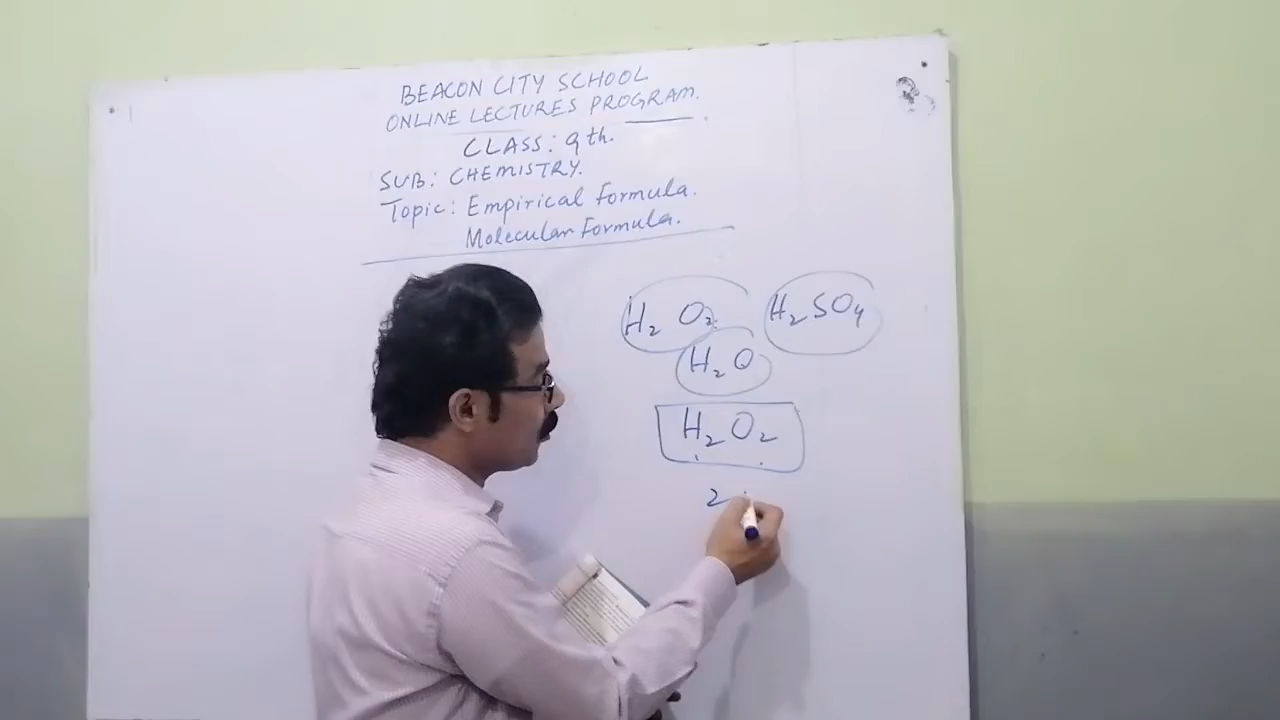 BEACON CITY SCHOOL
ONLINE LECTURES PROGRAM.
CLASS: 9th.
SUB: CHEMISTRY.
Topic: Empirical Formula.
Molecular Formula.
H₂ O₂ H₂SO₄
H₂O
H₂O₂
2